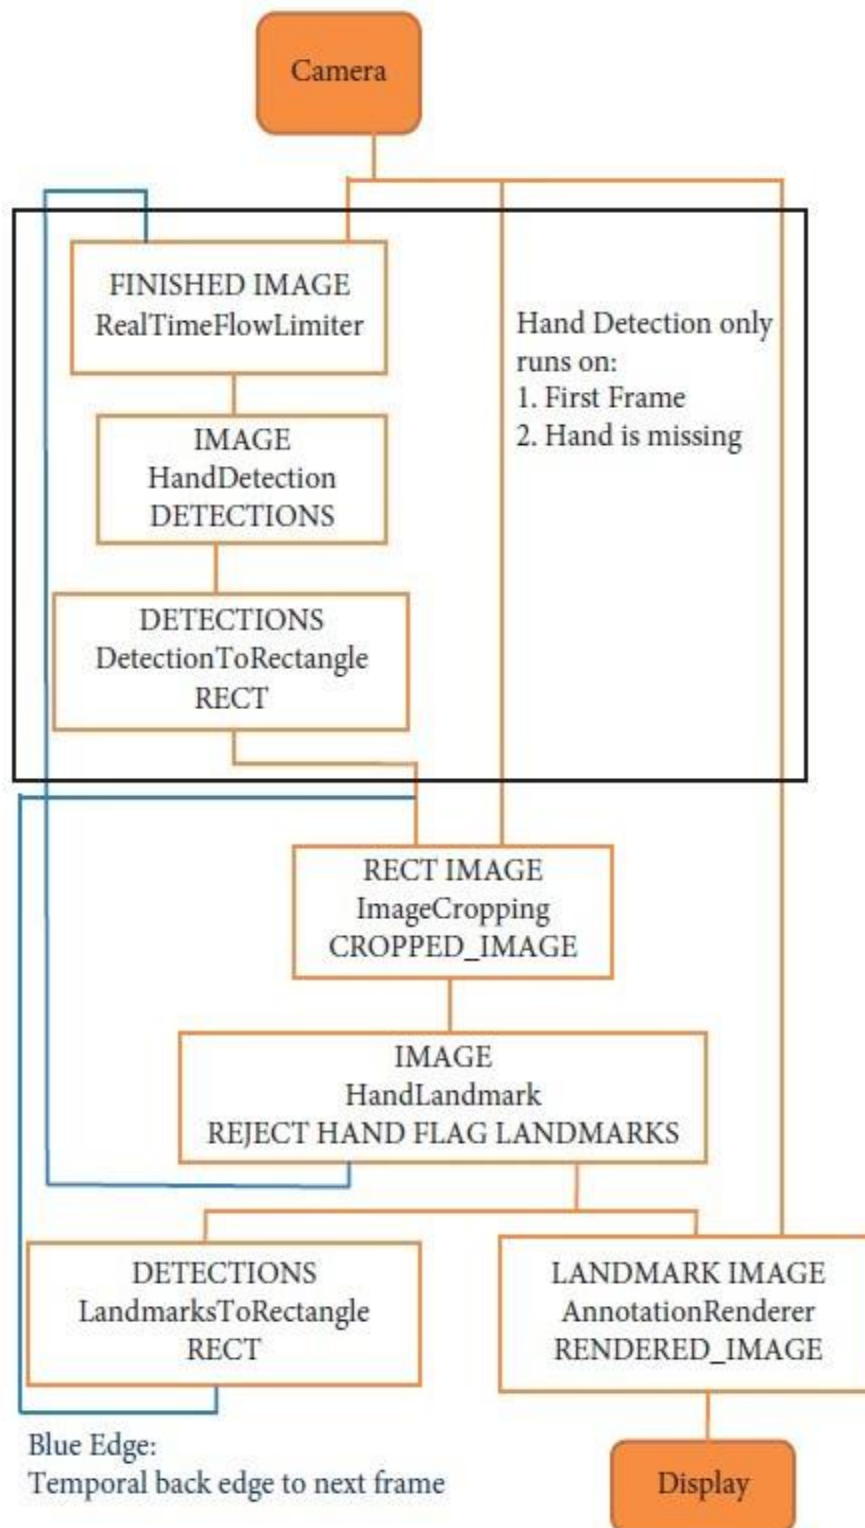 Camera
FINISHED IMAGE
RealTimeFlowLimiter
Hand Detection only
runs on:
1. First Frame
2. Hand is missing
IMAGE
HandDetection
DETECTIONS
DETECTIONS
DetectionToRectangle
RECT
RECT IMAGE
ImageCropping
CROPPED_IMAGE
IMAGE
HandLandmark
REJECT HAND FLAG LANDMARKS
DETECTIONS
LandmarksToRectangle
RECT
LANDMARK IMAGE
AnnotationRenderer
RENDERED_IMAGE
Blue Edge:
Temporal back edge to next frame
Display